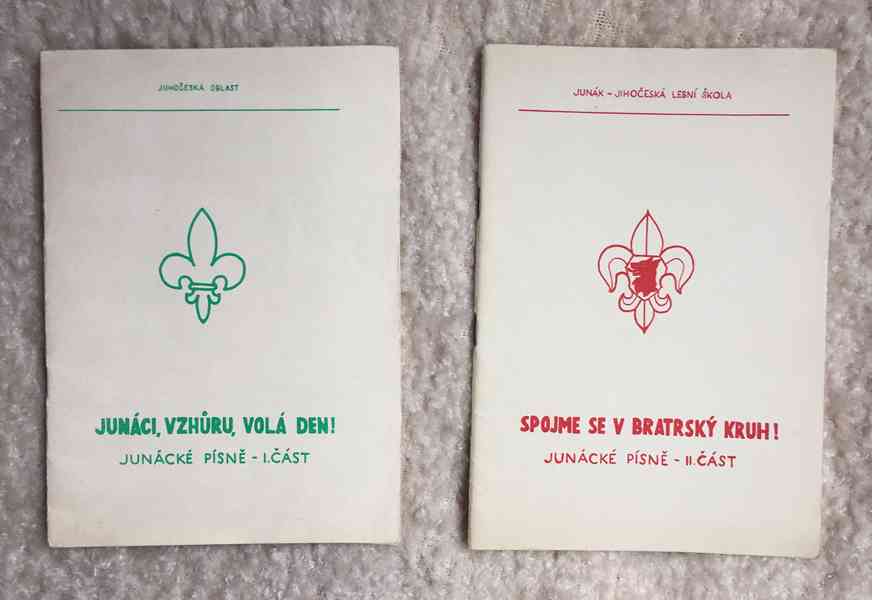 JIHOČESKÁ OBLAST
JUNÁCI, VZHŮRU, VOLÁ DEN!
JUNÁCKÉ PÍSNĚ - I. ČÁST
JUNÁK - JIHOČESKÁ LESNÍ ŠKOLA
SPOJME SE V BRATRSKÝ KRUH!
JUNÁCKÉ PÍSNĚ - II. ČÁST